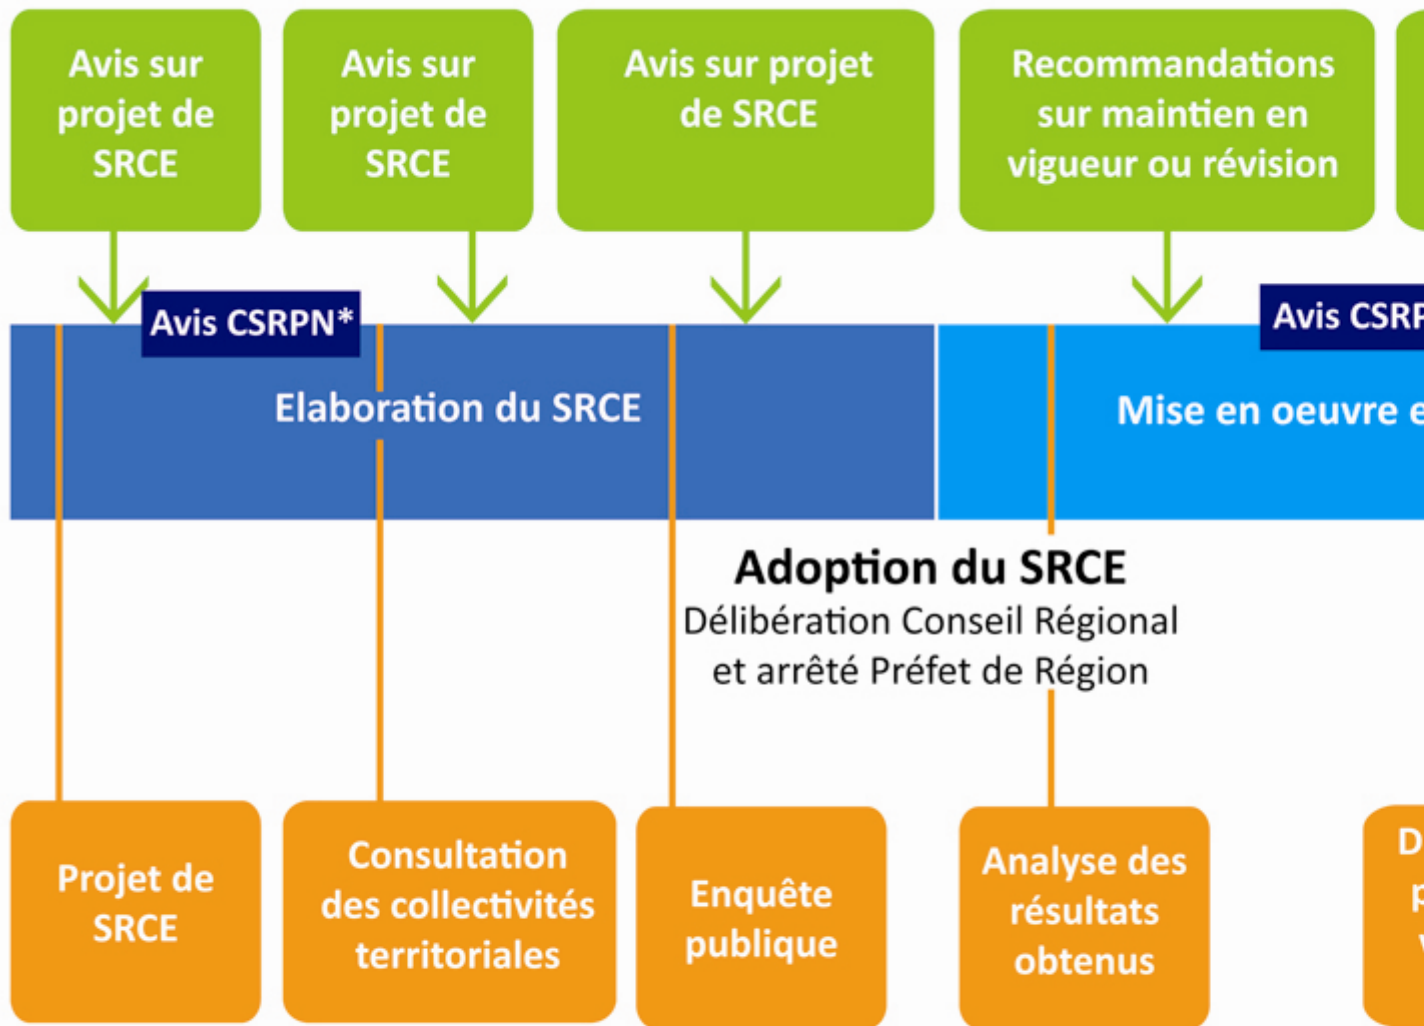 Avis sur
projet de
SRCE
Avis sur
projet de
SRCE
Avis sur projet
de SRCE
Recommandations
sur maintien en
vigueur ou révision
Avis CSRPN*
Avis CSRP
Elaboration du SRCE
Mise en oeuvre e
Adoption du SRCE
Délibération Conseil Régional
et arrêté Préfet de Région
Projet de
SRCE
Consultation
des collectivités
territoriales
Enquête
publique
Analyse des
résultats
obtenus
D
p